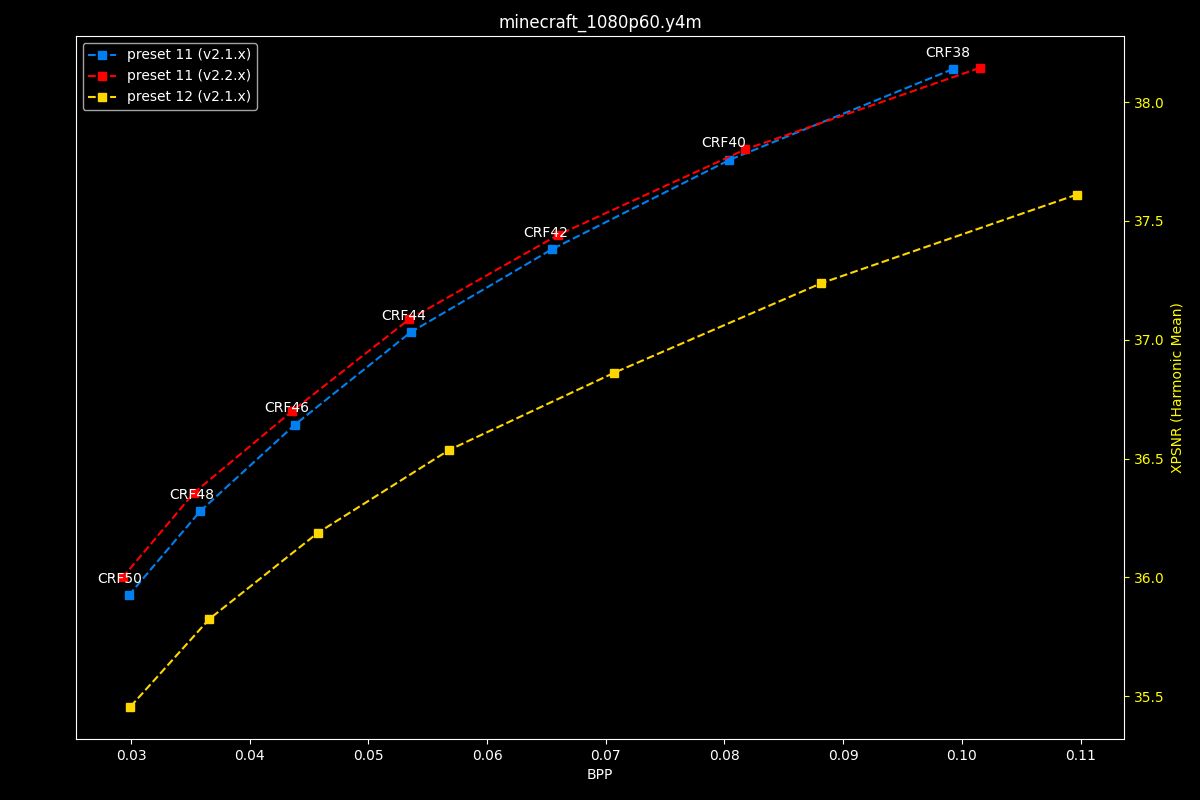 minecraft_1080p60.y4m
preset 11 (v2.1.x)
preset 11 (v2.2.x)
preset 12 (v2.1.x)
CRF38
CRF40
CRF42
CRF44
CRF46
CRF48
CRF50
38.0
37.5
37.0
36.5
36.0
35.5
XPSNR (Harmonic Mean)
0.03 0.04 0.05 0.06 0.07 0.08 0.09 0.10 0.11
BPP